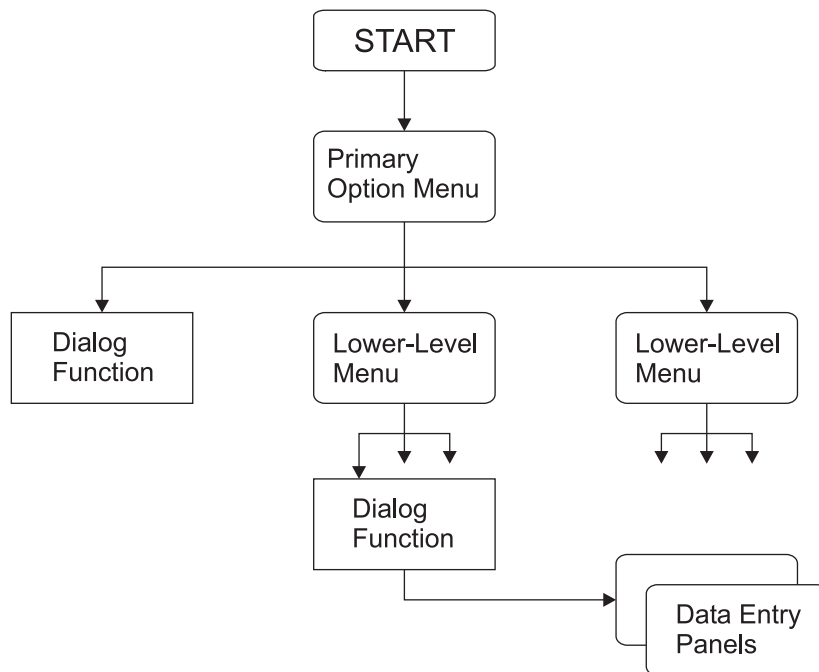 START
Primary
Option Menu
Dialog
Function
Lower-Level
Menu
Lower-Level
Menu
Dialog
Function
Data Entry
Panels